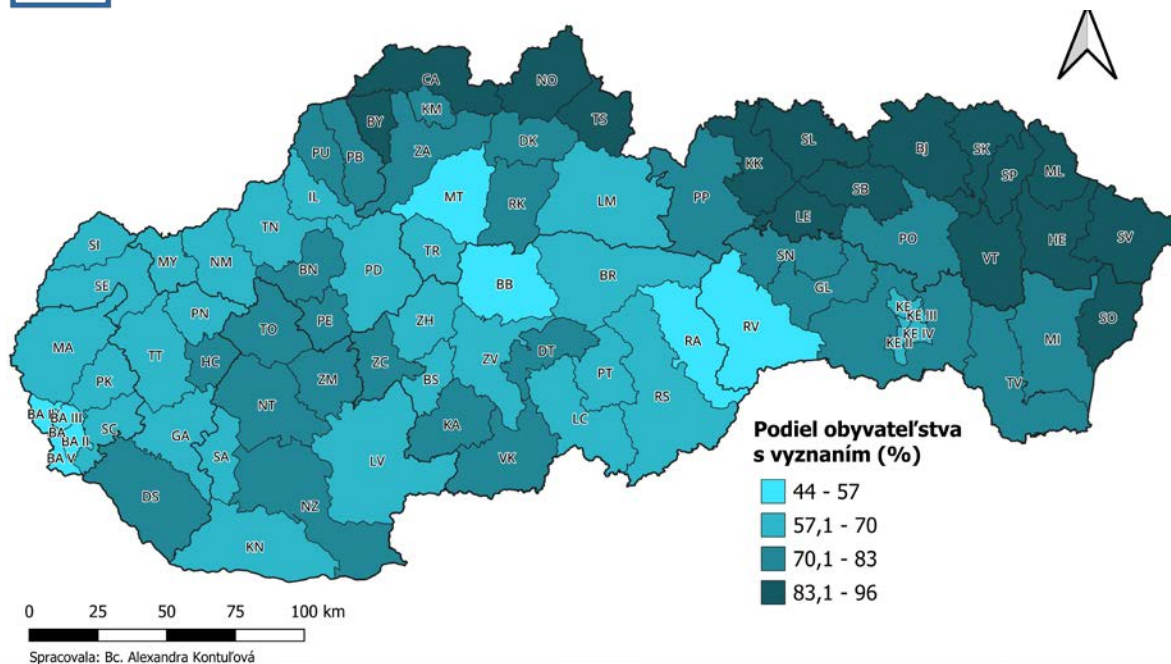 CA
NO
BY
KM
TS
PU
PB
ZA
DK
SL
KK
BJ
SK
SP
ML
SB
IL
MT
RK
LM
PP
LE
PO
HE
SV
VT
SI
MY
NM
TN
TR
BN
PD
BB
BR
SN
GL
SE
PN
TO
PE
ZH
RA
RV
KE
KE III
KE IV
KE II
SO
MI
MA
TT
HC
ZM
ZC
DT
ZV
PT
TV
PK
BS
RS
BA
BA III
BA
BA II
BA V
SC
GA
NT
KA
LC
SA
LV
VK
DS
NZ
KN
Podiel obyvateľstva
s vyznaním (%)
44 - 57
57,1 - 70
70,1 - 83
83,1 - 96
0 25 50 75 100 km
Spracovala: Bc. Alexandra Kontuľová